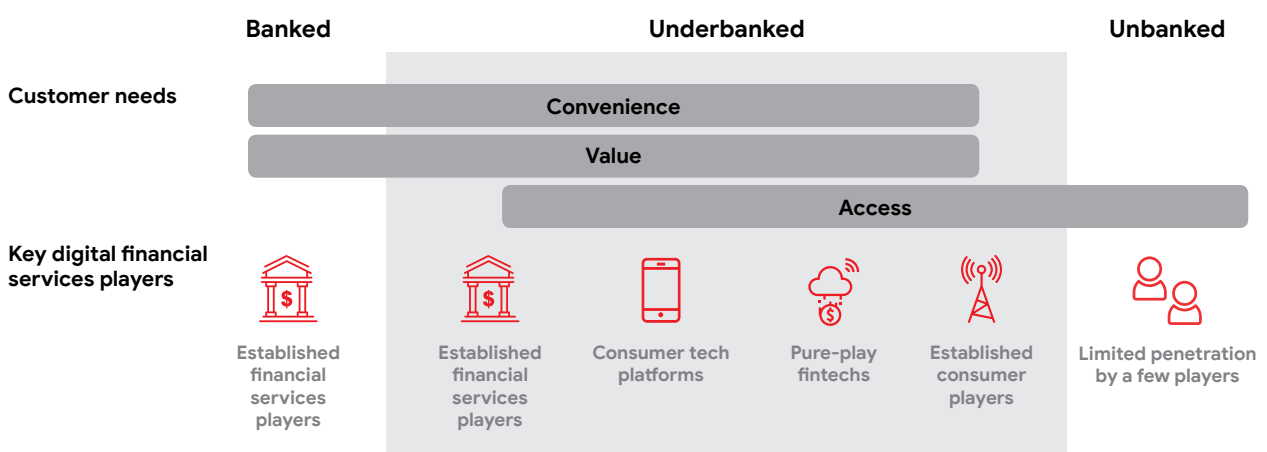 Banked
Underbanked
Unbanked
Customer needs
Convenience
Value
Access
Key digital financial
services players
$
$
$
Established
financial
services
players
Established
financial
services
players
Consumer tech
platforms
Pure-play
fintechs
Established
consumer
players
Limited penetration
by a few players